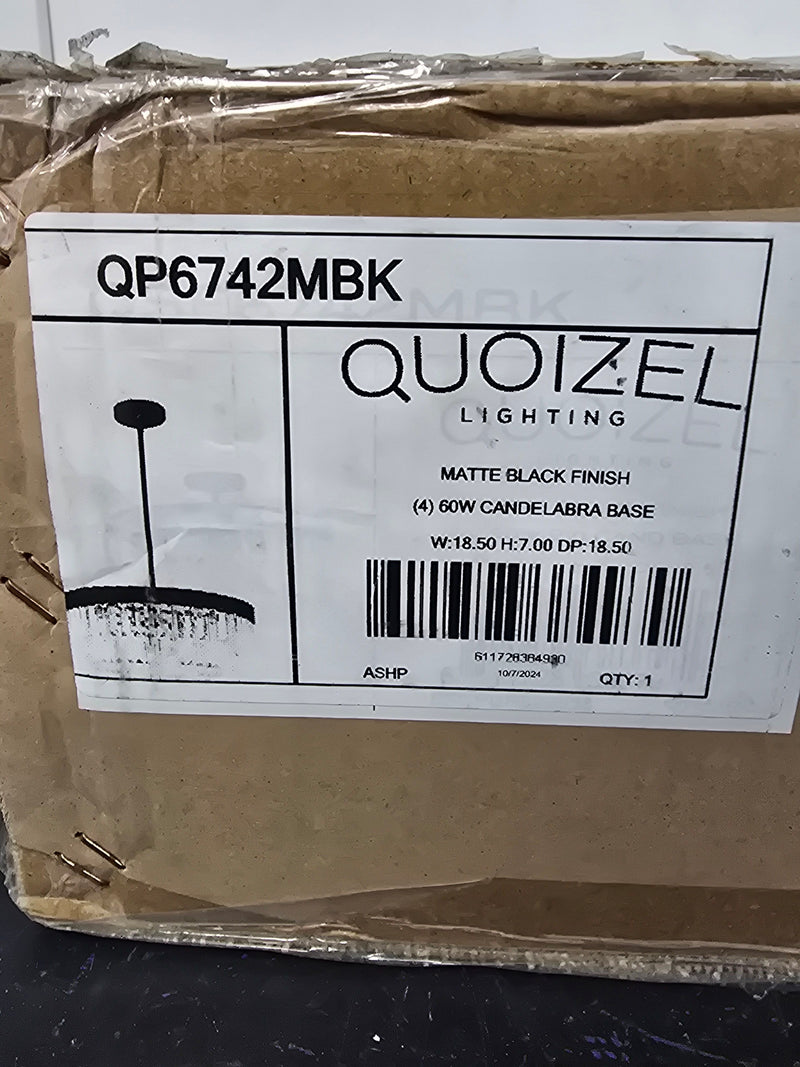 QP6742MBK
QUOIZEL
LIGHTING
MATTE BLACK FINISH
(4) 60W CANDELABRA BASE
W:18.50 H:7.00 DP:18.50
ASHP
10/7/2024
QTY: 1